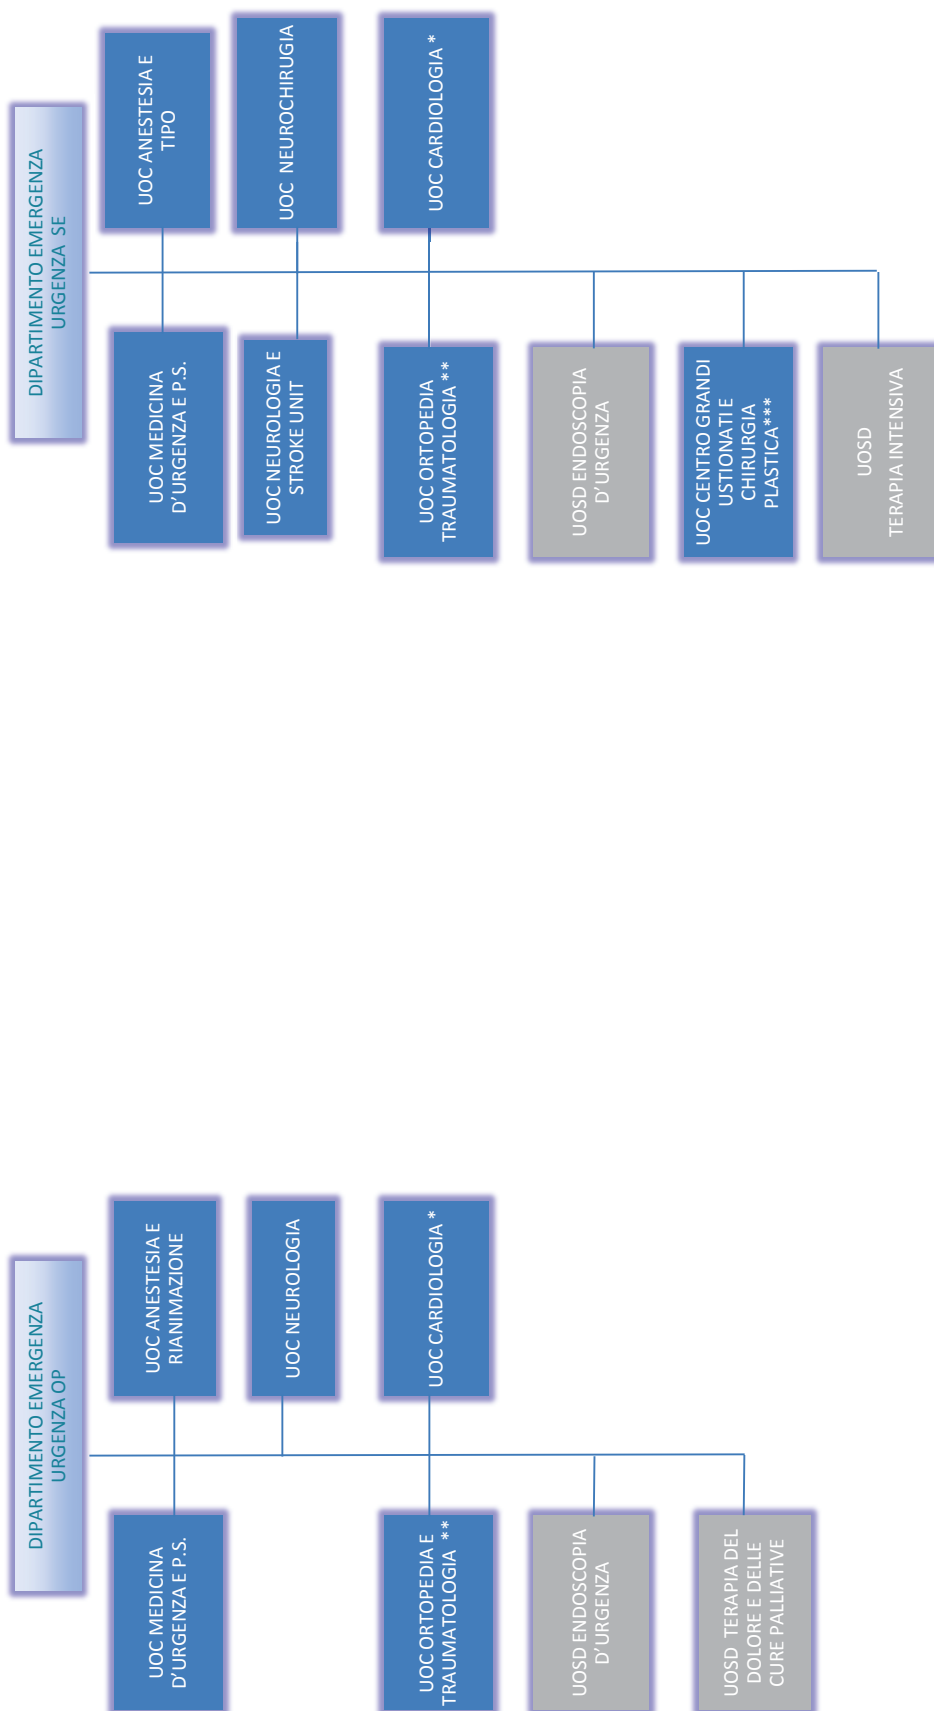 DIPARTIMENTO EMERGENZA
URGENZA OP
UOC MEDICINA
D'URGENZA E P.S.
UOC ANESTESIA E
RIANIMAZIONE
UOC NEUROLOGIA
UOC ORTOPEDIA E
TRAUMATOLOGIA **
UOC CARDIOLOGIA *
UOSD ENDOSCOPIA
D'URGENZA
UOSD TERAPIA DEL
DOLORE E DELLE
CURE PALLIATIVE
DIPARTIMENTO EMERGENZA
URGENZA SE
UOC MEDICINA
D'URGENZA E P.S.
UOC ANESTESIA E
TIPO
UOC NEUROLOGIA E
STROKE UNIT
UOC NEUROCHIRUGIA
UOC ORTOPEDIA
TRAUMATOLOGIA **
UOC CARDIOLOGIA *
UOSD ENDOSCOPIA
D'URGENZA
UOC CENTRO GRANDI
USTIONATI E
CHIRURGIA
PLASTICA***
UOSD
TERAPIA INTENSIVA